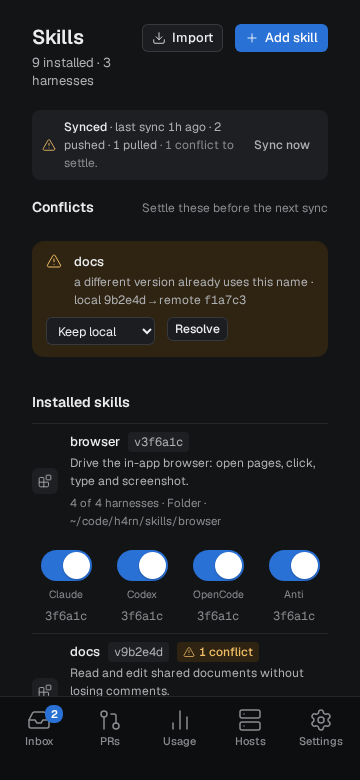 Skills
Import
Add skill
9 installed · 3
harnesses
Synced · last sync 1h ago · 2
pushed · 1 pulled · 1 conflict to
settle.
Sync now
Conflicts
Settle these before the next sync
docs
a different version already uses this name ·
local 9b2e4d → remote f1a7c3
Keep local
Resolve
Installed skills
browser
v3f6a1c
Drive the in-app browser: open pages, click,
type and screenshot.
4 of 4 harnesses · Folder ·
~/code/h4rn/skills/browser
Claude
Codex
OpenCode
Anti
3f6a1c
3f6a1c
3f6a1c
3f6a1c
docs
v9b2e4d
1 conflict
Read and edit shared documents without
losing comments.
2
Inbox
PRs
Usage
Hosts
Settings